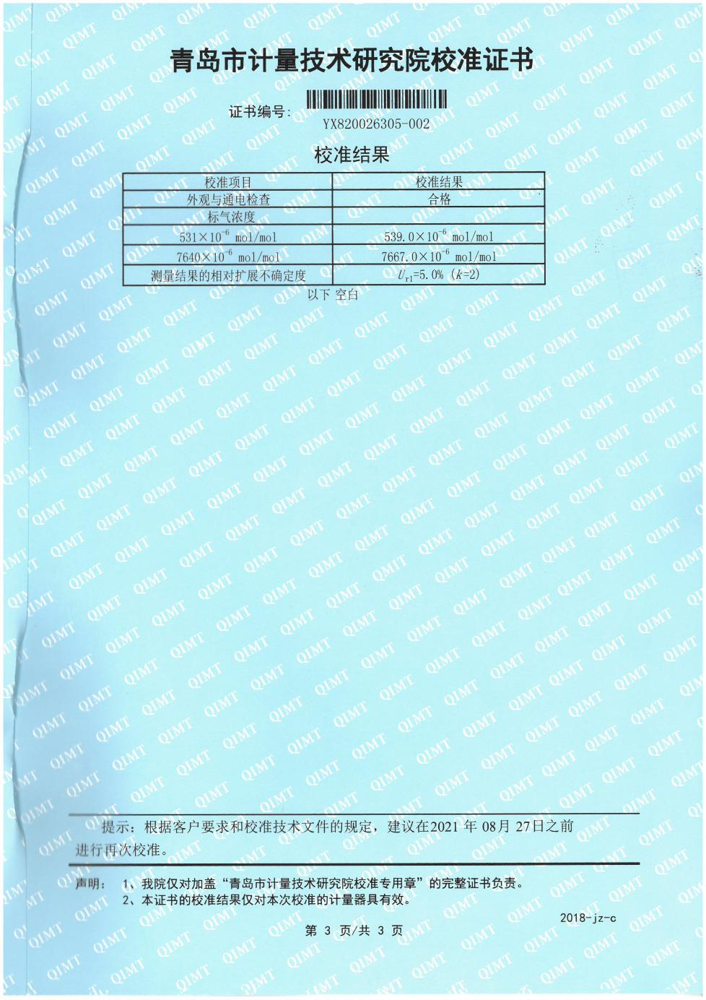 青岛市计量技术研究院校准证书
证书编号:
YX820026305-002
校准结果
校准项目 校准结果
外观与通电检查 合格
标气浓度
531×10⁻⁶ mol/mol 539.0×10⁻⁶ mol/mol
7640×10⁻⁶ mol/mol 7667.0×10⁻⁶ mol/mol
测量结果的相对扩展不确定度 Url=5.0% (k=2)
以下 空白
提示: 根据客户要求和校准技术文件的规定，建议在2021 年 08月 27日之前
进行再次校准。
声明: 1、我院仅对加盖“青岛市计量技术研究院校准专用章”的完整证书负责。
2、本证书的校准结果仅对本次校准的计量器具有效。
2018-jz-c
第 3 页/共 3 页
QIMT